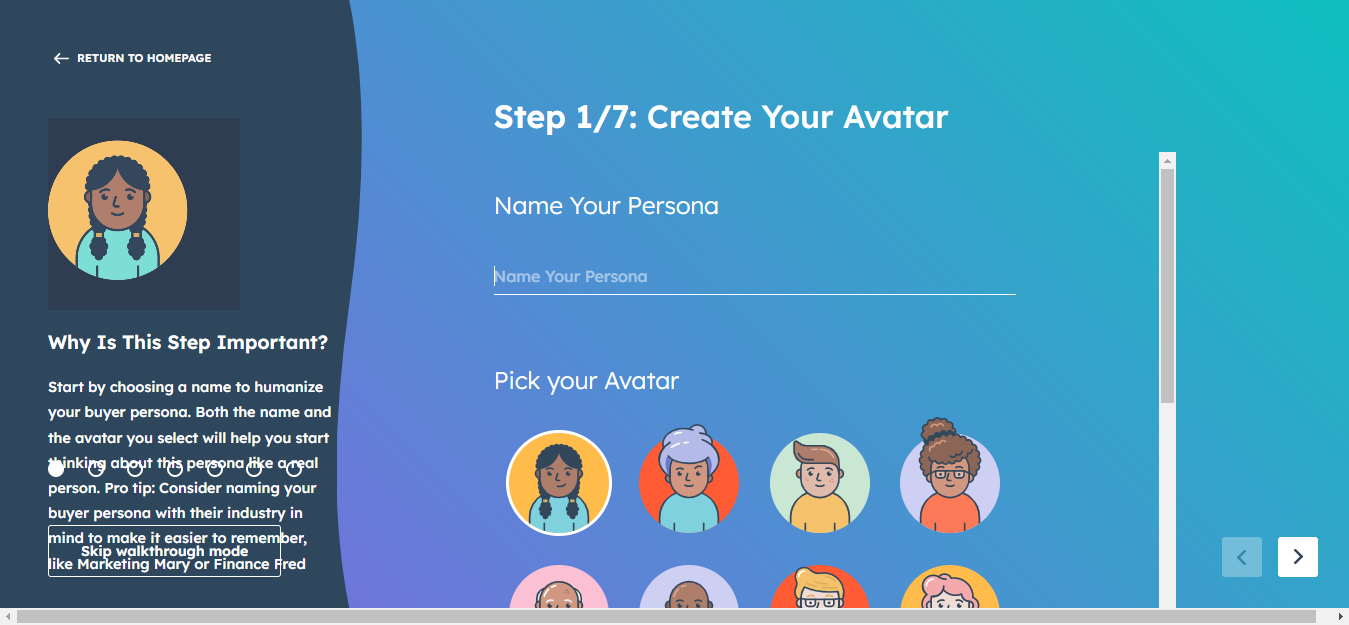 RETURN TO HOMEPAGE
Why Is This Step Important?
Start by choosing a name to humanize
your buyer persona. Both the name and
the avatar you select will help you start
thinking about this persona like a real
person. Pro tip: Consider naming your
buyer persona with their industry in
mind to make it easier to remember,
like Marketing Mary or Finance Fred
Skip walkthrough mode
Step 1/7: Create Your Avatar
Name Your Persona
Name Your Persona
Pick your Avatar